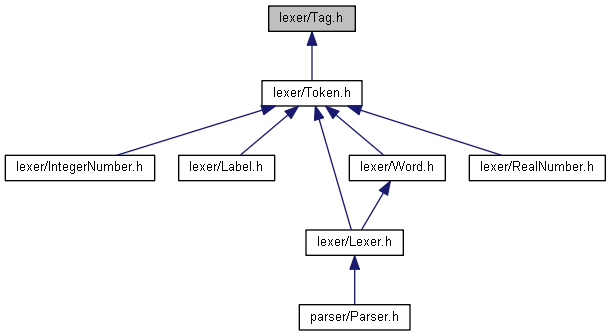 lexer/Tag.h
lexer/Token.h
lexer/IntegerNumber.h
lexer/Label.h
lexer/Word.h
lexer/RealNumber.h
lexer/Lexer.h
parser/Parser.h